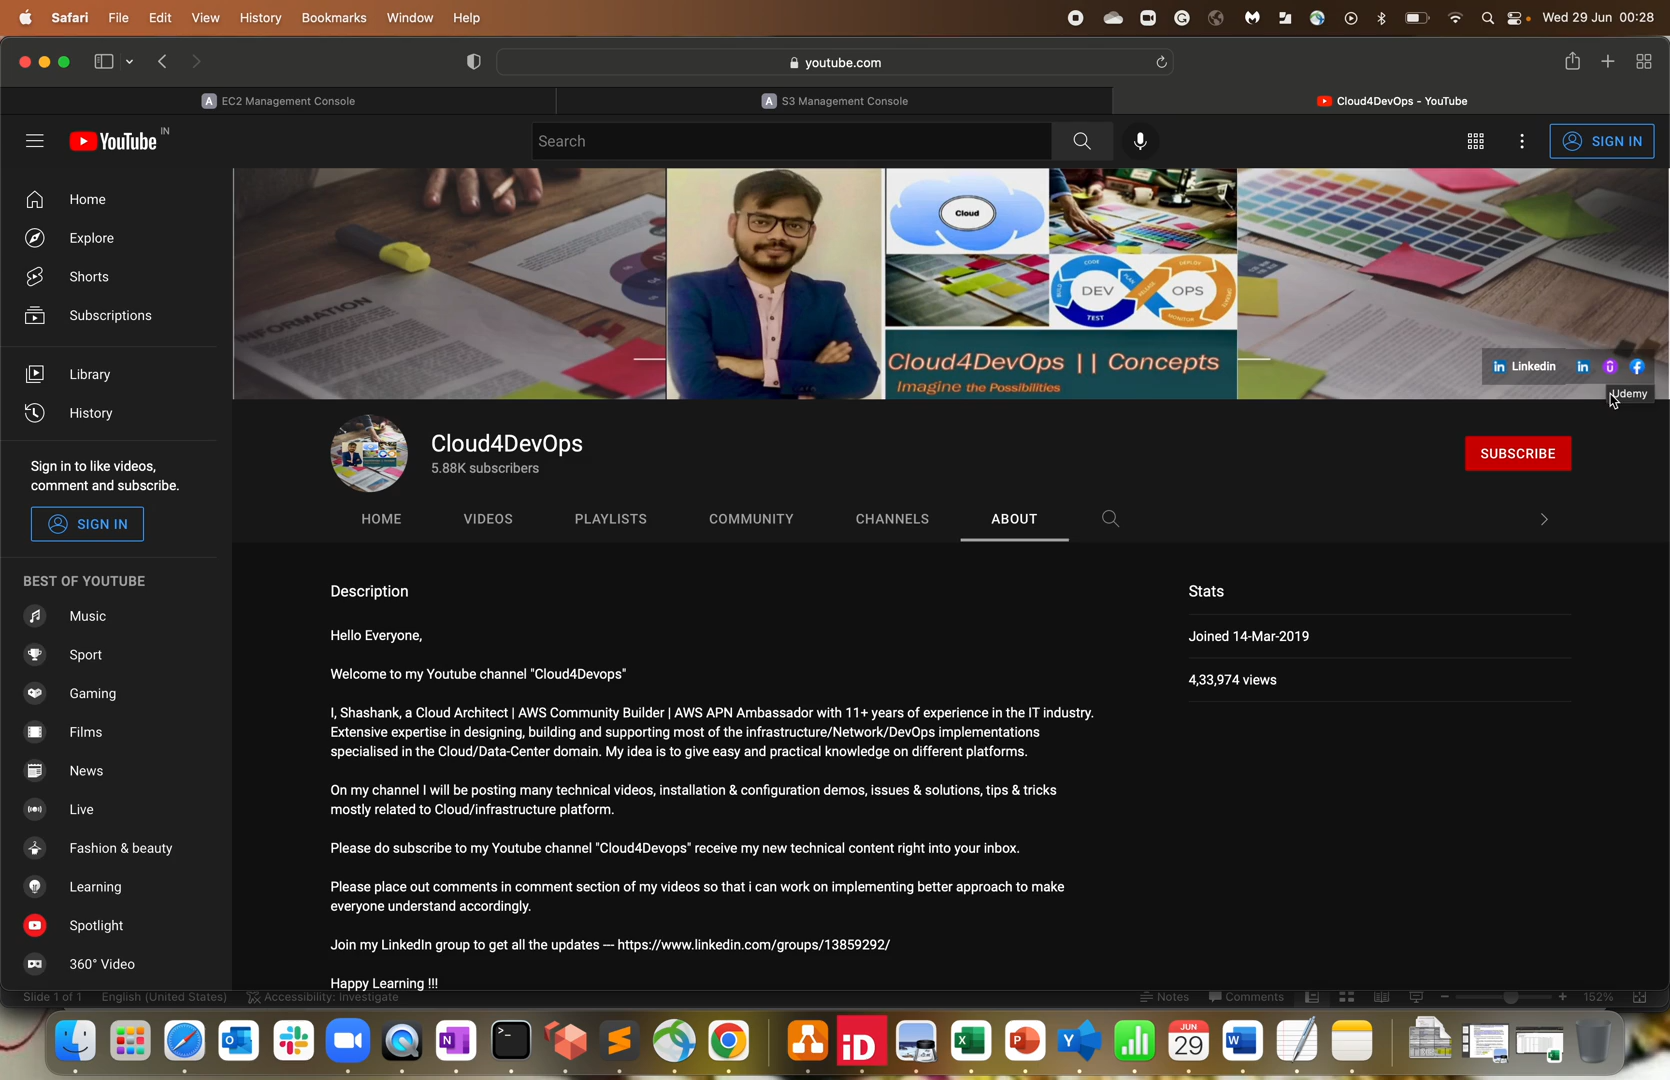 Safari File Edit View History Bookmarks Window Help Wed 29 Jun 00:28
youtube.com
A EC2 Management Console A S3 Management Console Cloud4DevOps - YouTube
YouTube IN Search SIGN IN
Home
Explore
Shorts
Subscriptions
Library
History
Sign in to like videos,
comment and subscribe.
SIGN IN
BEST OF YOUTUBE
Music
Sport
Gaming
Films
News
Live
Fashion & beauty
Learning
Spotlight
360° Video
INFORMATION
Cloud
CODE
DEPLOY
BUILD
PLAN
RELEASE
OPERATE
DEV OPS
TEST
MONITOR
Cloud4DevOps || Concepts
Imagine the Possibilities
Linkedin
Udemy
Cloud4DevOps
5.88K subscribers
SUBSCRIBE
HOME VIDEOS PLAYLISTS COMMUNITY CHANNELS ABOUT
Description
Hello Everyone,
Welcome to my Youtube channel "Cloud4Devops"
I, Shashank, a Cloud Architect | AWS Community Builder | AWS APN Ambassador with 11+ years of experience in the IT industry.
Extensive expertise in designing, building and supporting most of the infrastructure/Network/DevOps implementations
specialised in the Cloud/Data-Center domain. My idea is to give easy and practical knowledge on different platforms.
On my channel I will be posting many technical videos, installation & configuration demos, issues & solutions, tips & tricks
mostly related to Cloud/infrastructure platform.
Please do subscribe to my Youtube channel "Cloud4Devops" receive my new technical content right into your inbox.
Please place out comments in comment section of my videos so that i can work on implementing better approach to make
everyone understand accordingly.
Join my LinkedIn group to get all the updates --- https://www.linkedin.com/groups/13859292/
Happy Learning !!!
Stats
Joined 14-Mar-2019
4,33,974 views
Slide 1 of 1 English (United States) Accessibility: Investigate Notes Comments 152%
N iD X P Y JUN 29 W